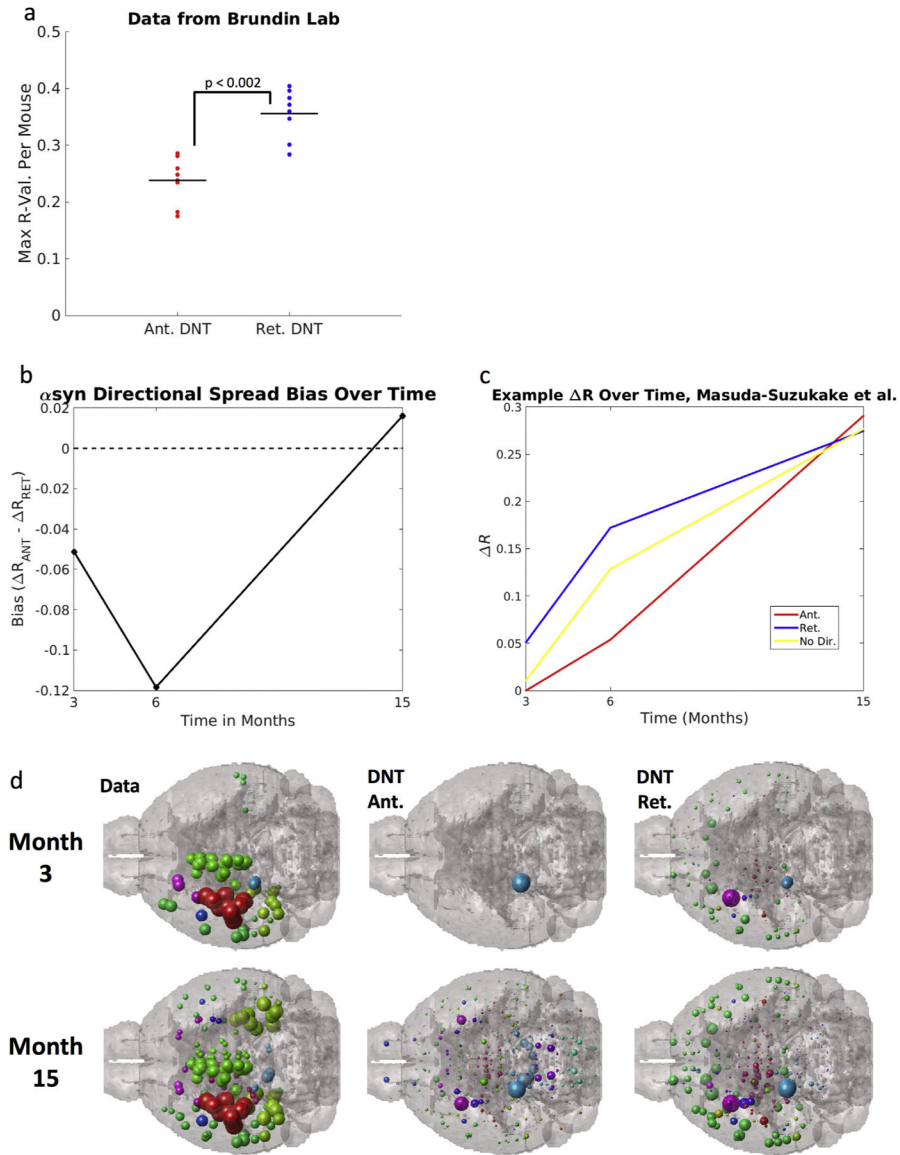 a
Data from Brundin Lab
0.5
0.4
0.3
0.2
0.1
0
Max R-Val. Per Mouse
p < 0.002
Ant. DNT
Ret. DNT
b
αsyn Directional Spread Bias Over Time
0.02
0
-0.02
-0.04
-0.06
-0.08
-0.1
-0.12
Bias (ΔR_ANT - ΔR_RET)
3
6
15
Time in Months
c
Example ΔR Over Time, Masuda-Suzukake et al.
0.3
0.25
0.2
0.15
0.1
0.05
0
ΔR
Ant.
Ret.
No Dir.
3
6
15
Time (Months)
d
Data
DNT
Ant.
DNT
Ret.
Month
3
Month
15